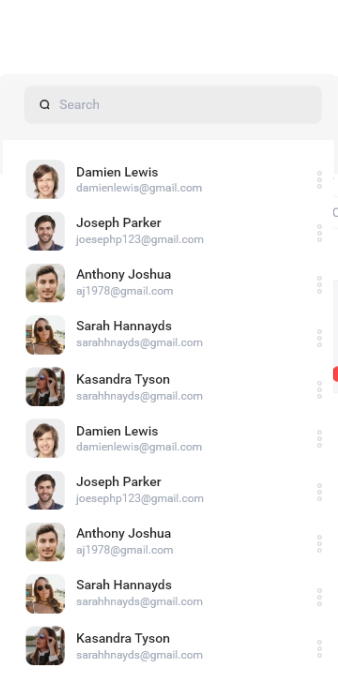 Search
Damien Lewis
damienlewis@gmail.com
Joseph Parker
joesephp123@gmail.com
Anthony Joshua
aj1978@gmail.com
Sarah Hannayds
sarahhnayds@gmail.com
Kasandra Tyson
sarahhnayds@gmail.com
Damien Lewis
damienlewis@gmail.com
Joseph Parker
joesephp123@gmail.com
Anthony Joshua
aj1978@gmail.com
Sarah Hannayds
sarahhnayds@gmail.com
Kasandra Tyson
sarahhnayds@gmail.com